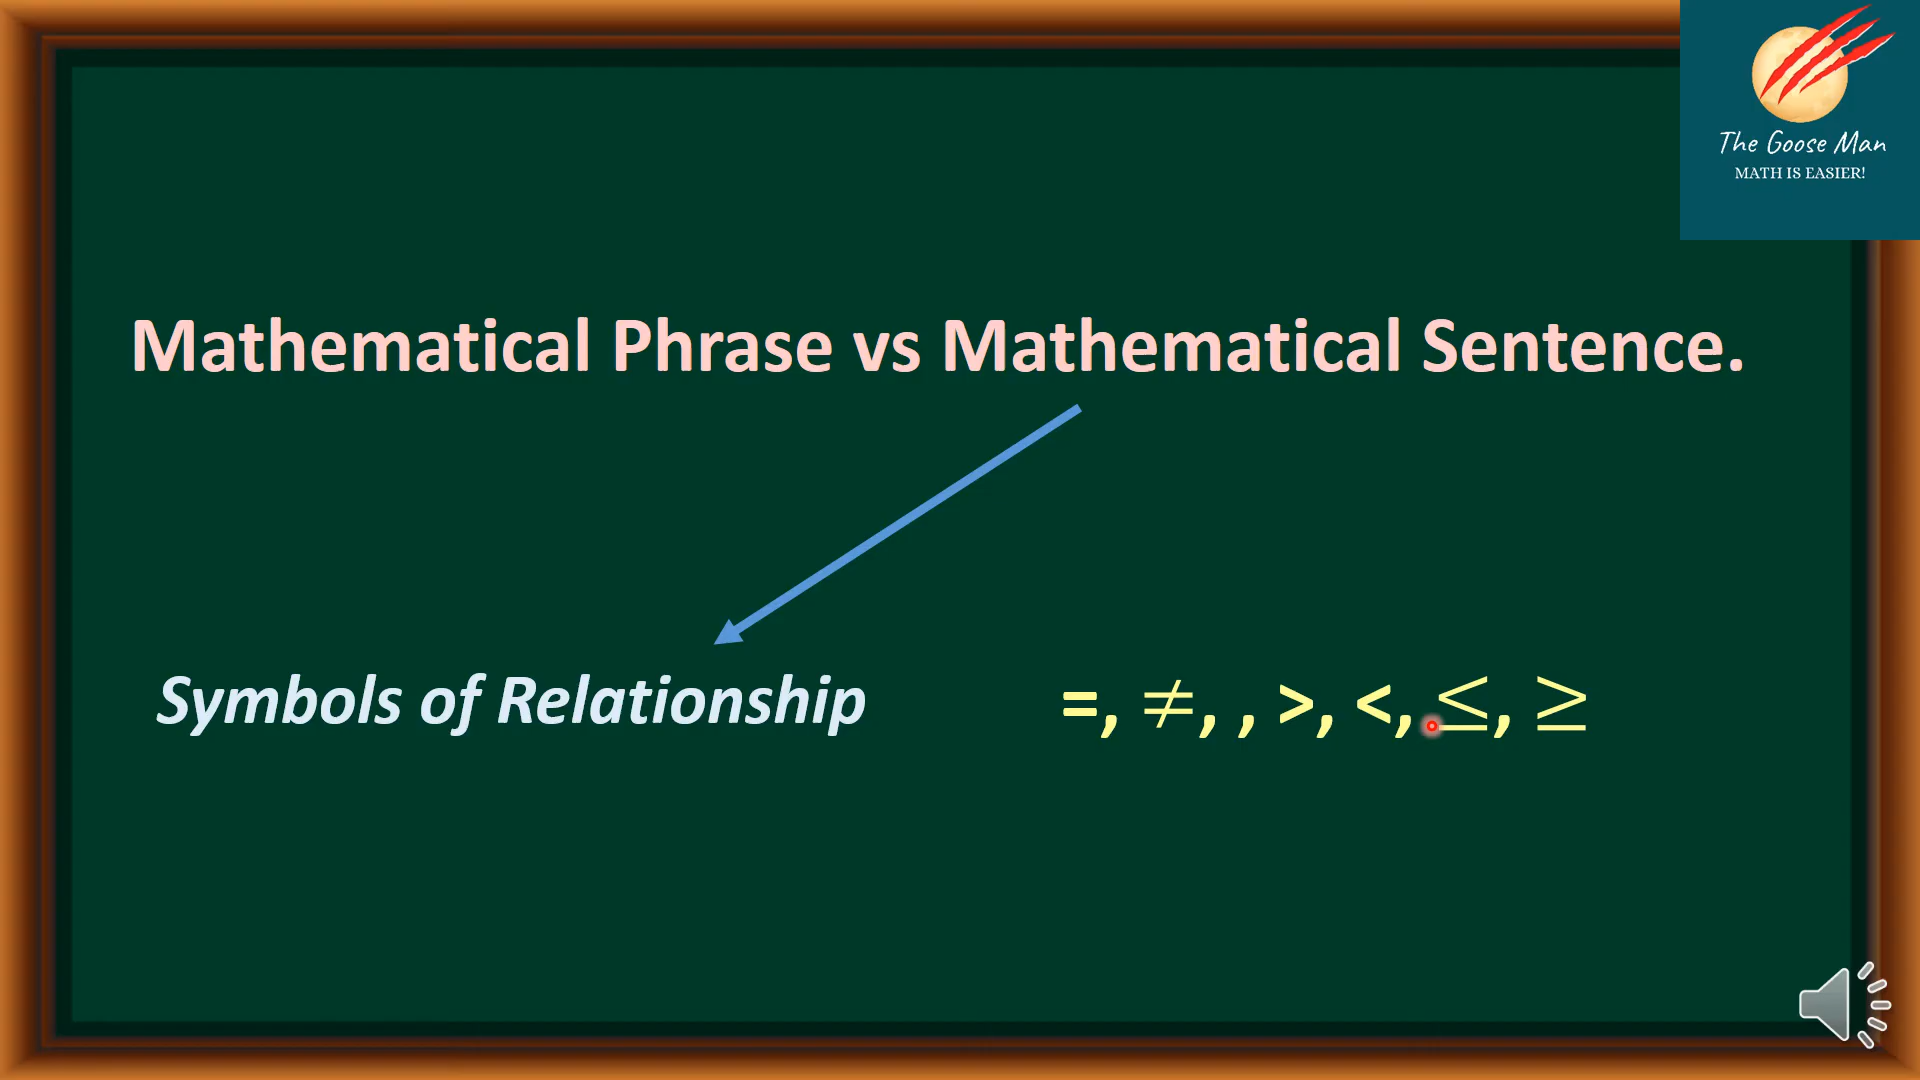 The Goose Man
MATH IS EASIER!
Mathematical Phrase vs Mathematical Sentence.
Symbols of Relationship =, ≠, , >, <, ≤, ≥